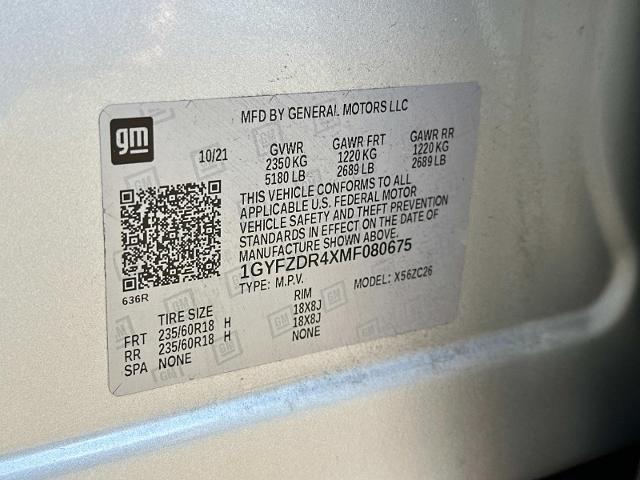 MFD BY GENERAL MOTORS LLC
gm
10/21 GVWR GAWR FRT GAWR RR
2350 KG 1220 KG 1220 KG
5180 LB 2689 LB 2689 LB
THIS VEHICLE CONFORMS TO ALL
APPLICABLE U.S. FEDERAL MOTOR
VEHICLE SAFETY AND THEFT PREVENTION
STANDARDS IN EFFECT ON THE DATE OF
MANUFACTURE SHOWN ABOVE.
1GYFZDR4XMF080675
TYPE: M.P.V. MODEL: X56ZC26
636R
TIRE SIZE RIM
FRT 235/60R18 H 18X8J
RR 235/60R18 H 18X8J
SPA NONE NONE